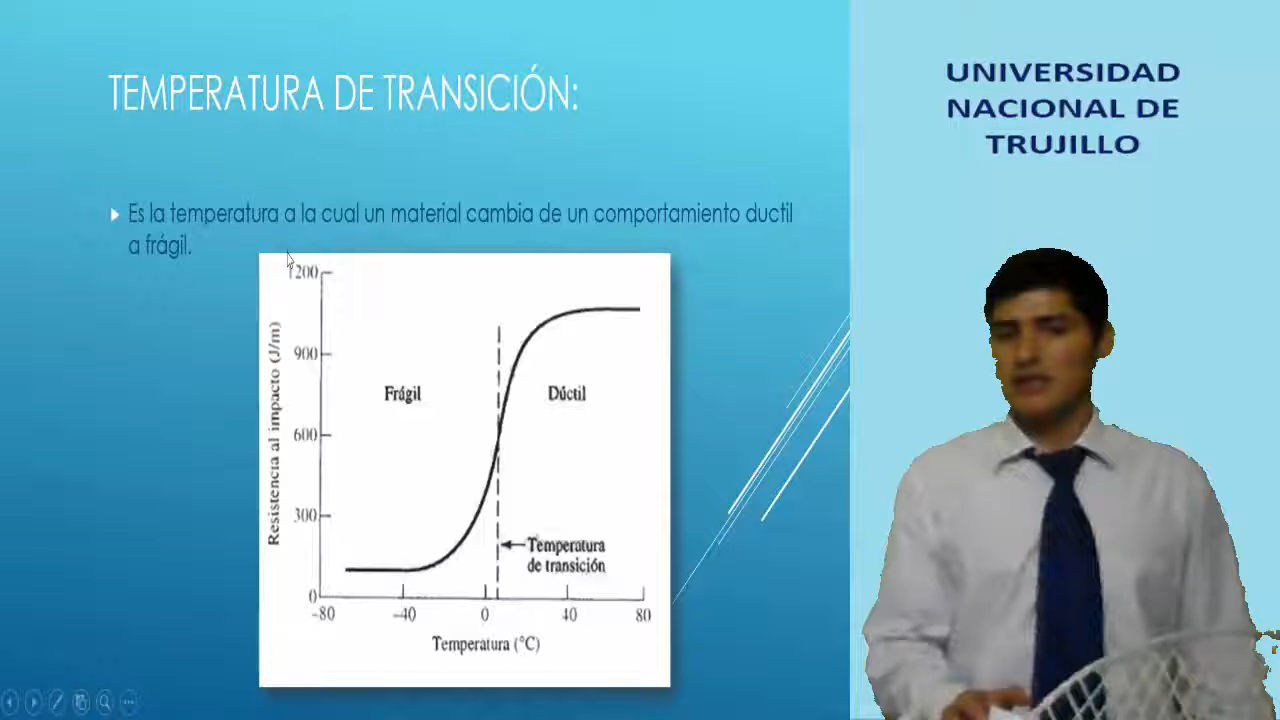 TEMPERATURA DE TRANSICIÓN:
Es la temperatura a la cual un material cambia de un comportamiento ductil
a frágil.
UNIVERSIDAD
NACIONAL DE
TRUJILLO
Resistencia al impacto (J/m)
1200
900
600
300
0
Frágil
Dúctil
Temperatura
de transición
-80
-40
0
40
80
Temperatura (°C)